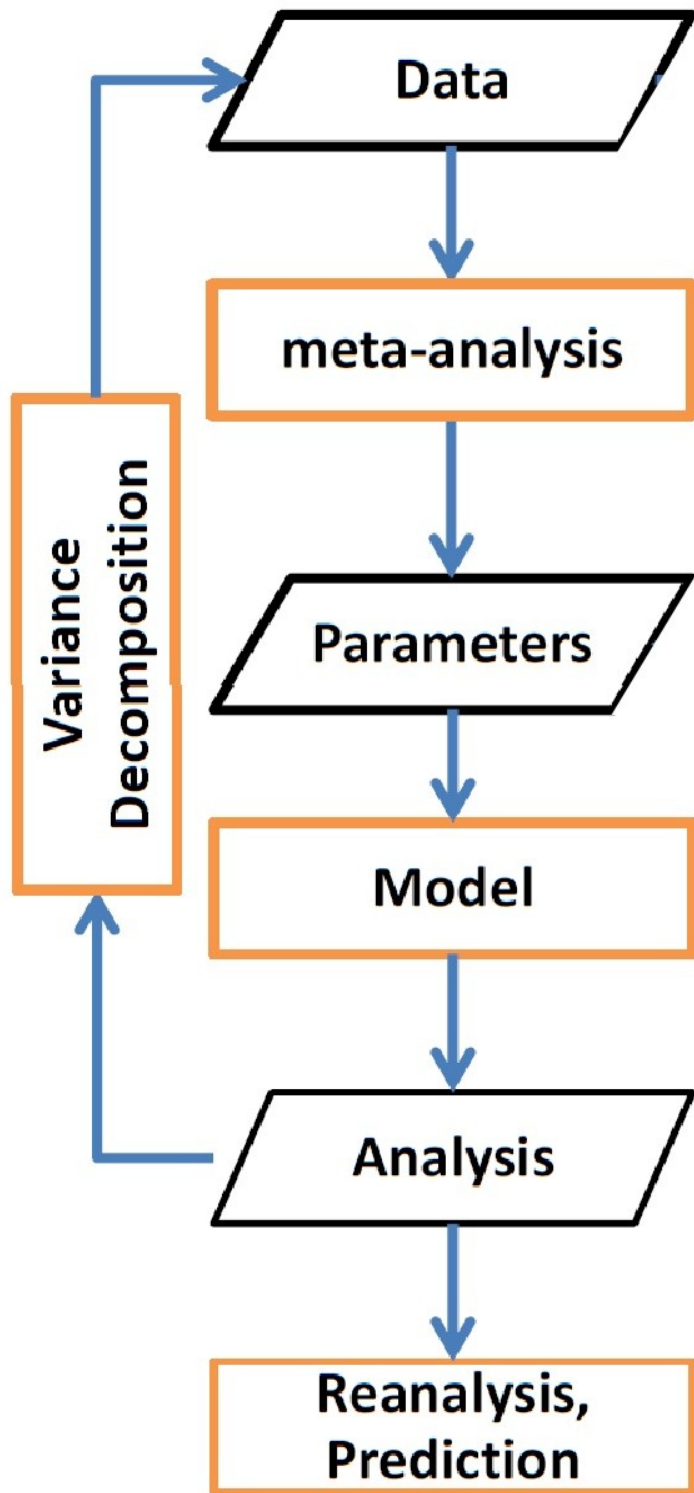 Data
meta-analysis
Variance
Decomposition
Parameters
Model
Analysis
Reanalysis,
Prediction